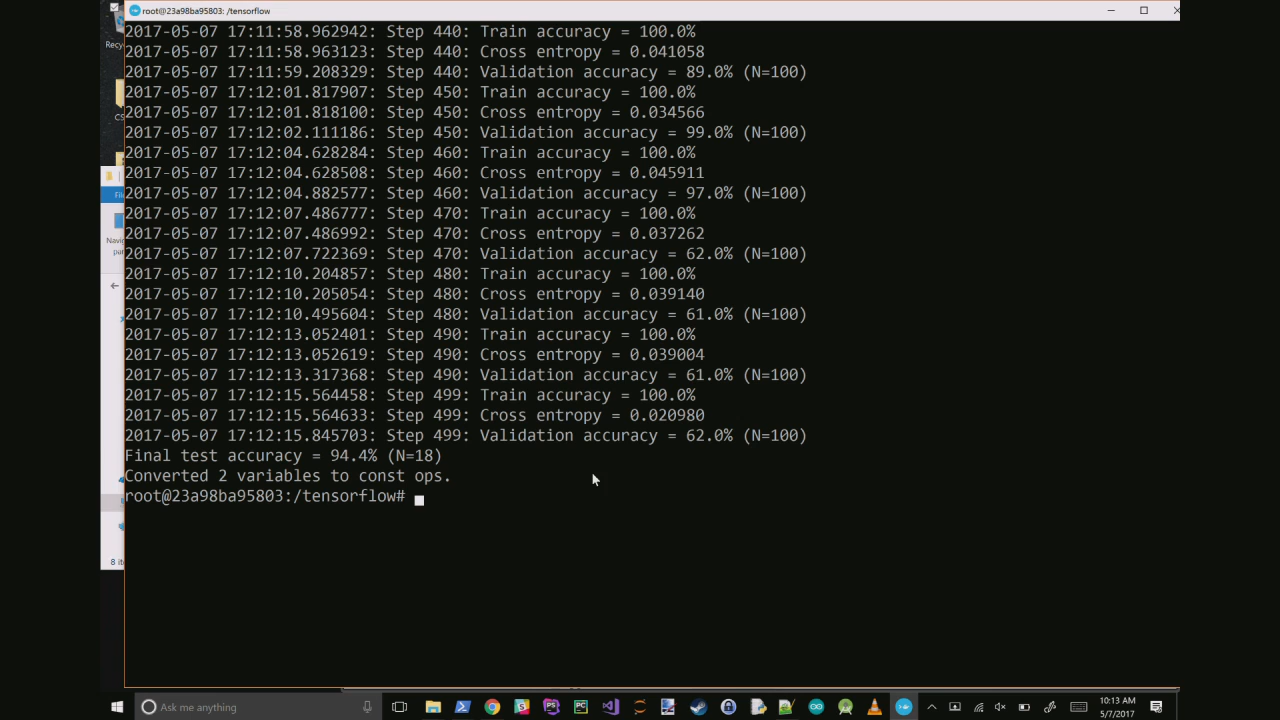 root@23a98ba95803: /tensorflow
Recyc
CS
File
Navig
pan
8 ite
2017-05-07 17:11:58.962942: Step 440: Train accuracy = 100.0%
2017-05-07 17:11:58.963123: Step 440: Cross entropy = 0.041058
2017-05-07 17:11:59.208329: Step 440: Validation accuracy = 89.0% (N=100)
2017-05-07 17:12:01.817907: Step 450: Train accuracy = 100.0%
2017-05-07 17:12:01.818100: Step 450: Cross entropy = 0.034566
2017-05-07 17:12:02.111186: Step 450: Validation accuracy = 99.0% (N=100)
2017-05-07 17:12:04.628284: Step 460: Train accuracy = 100.0%
2017-05-07 17:12:04.628508: Step 460: Cross entropy = 0.045911
2017-05-07 17:12:04.882577: Step 460: Validation accuracy = 97.0% (N=100)
2017-05-07 17:12:07.486777: Step 470: Train accuracy = 100.0%
2017-05-07 17:12:07.486992: Step 470: Cross entropy = 0.037262
2017-05-07 17:12:07.722369: Step 470: Validation accuracy = 62.0% (N=100)
2017-05-07 17:12:10.204857: Step 480: Train accuracy = 100.0%
2017-05-07 17:12:10.205054: Step 480: Cross entropy = 0.039140
2017-05-07 17:12:10.495604: Step 480: Validation accuracy = 61.0% (N=100)
2017-05-07 17:12:13.052401: Step 490: Train accuracy = 100.0%
2017-05-07 17:12:13.052619: Step 490: Cross entropy = 0.039004
2017-05-07 17:12:13.317368: Step 490: Validation accuracy = 61.0% (N=100)
2017-05-07 17:12:15.564458: Step 499: Train accuracy = 100.0%
2017-05-07 17:12:15.564633: Step 499: Cross entropy = 0.020980
2017-05-07 17:12:15.845703: Step 499: Validation accuracy = 62.0% (N=100)
Final test accuracy = 94.4% (N=18)
Converted 2 variables to const ops.
root@23a98ba95803:/tensorflow#
Ask me anything
10:13 AM
5/7/2017